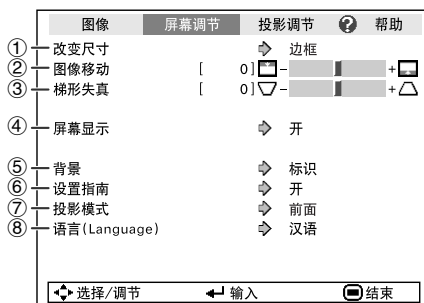 图像 屏幕调节 投影调节 ? 帮助
① 改变尺寸 边框
② 图像移动 [ 0] - +
③ 梯形失真 [ 0] - +
④ 屏幕显示 开
⑤ 背景 标识
⑥ 设置指南 开
⑦ 投影模式 前面
⑧ 语言(Language) 汉语
选择/调节 输入 结束